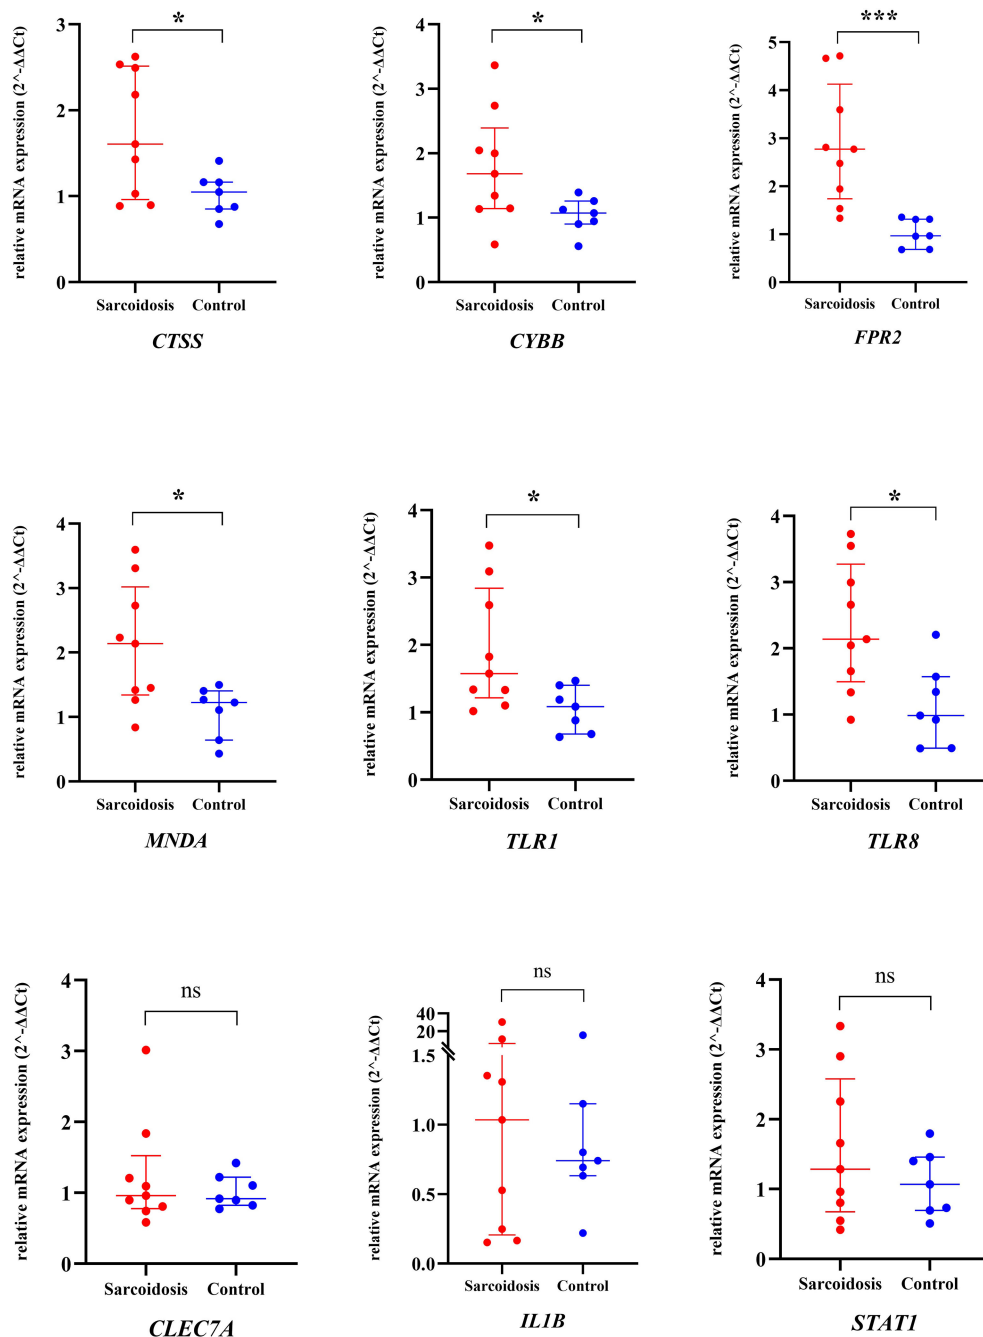 relative mRNA expression (2^-ΔΔCt)
3
2
1
0
*
Sarcoidosis Control
CTSS
relative mRNA expression (2^-ΔΔCt)
4
3
2
1
0
*
Sarcoidosis Control
CYBB
relative mRNA expression (2^-ΔΔCt)
5
4
3
2
1
0
***
Sarcoidosis Control
FPR2
relative mRNA expression (2^-ΔΔCt)
4
3
2
1
0
*
Sarcoidosis Control
MNDA
relative mRNA expression (2^-ΔΔCt)
4
3
2
1
0
*
Sarcoidosis Control
TLR1
relative mRNA expression (2^-ΔΔCt)
4
3
2
1
0
*
Sarcoidosis Control
TLR8
relative mRNA expression (2^-ΔΔCt)
4
3
2
1
0
ns
Sarcoidosis Control
CLEC7A
relative mRNA expression (2^-ΔΔCt)
40
20
1.5
1.0
0.5
0.0
ns
Sarcoidosis Control
IL1B
relative mRNA expression (2^-ΔΔCt)
4
3
2
1
0
ns
Sarcoidosis Control
STAT1